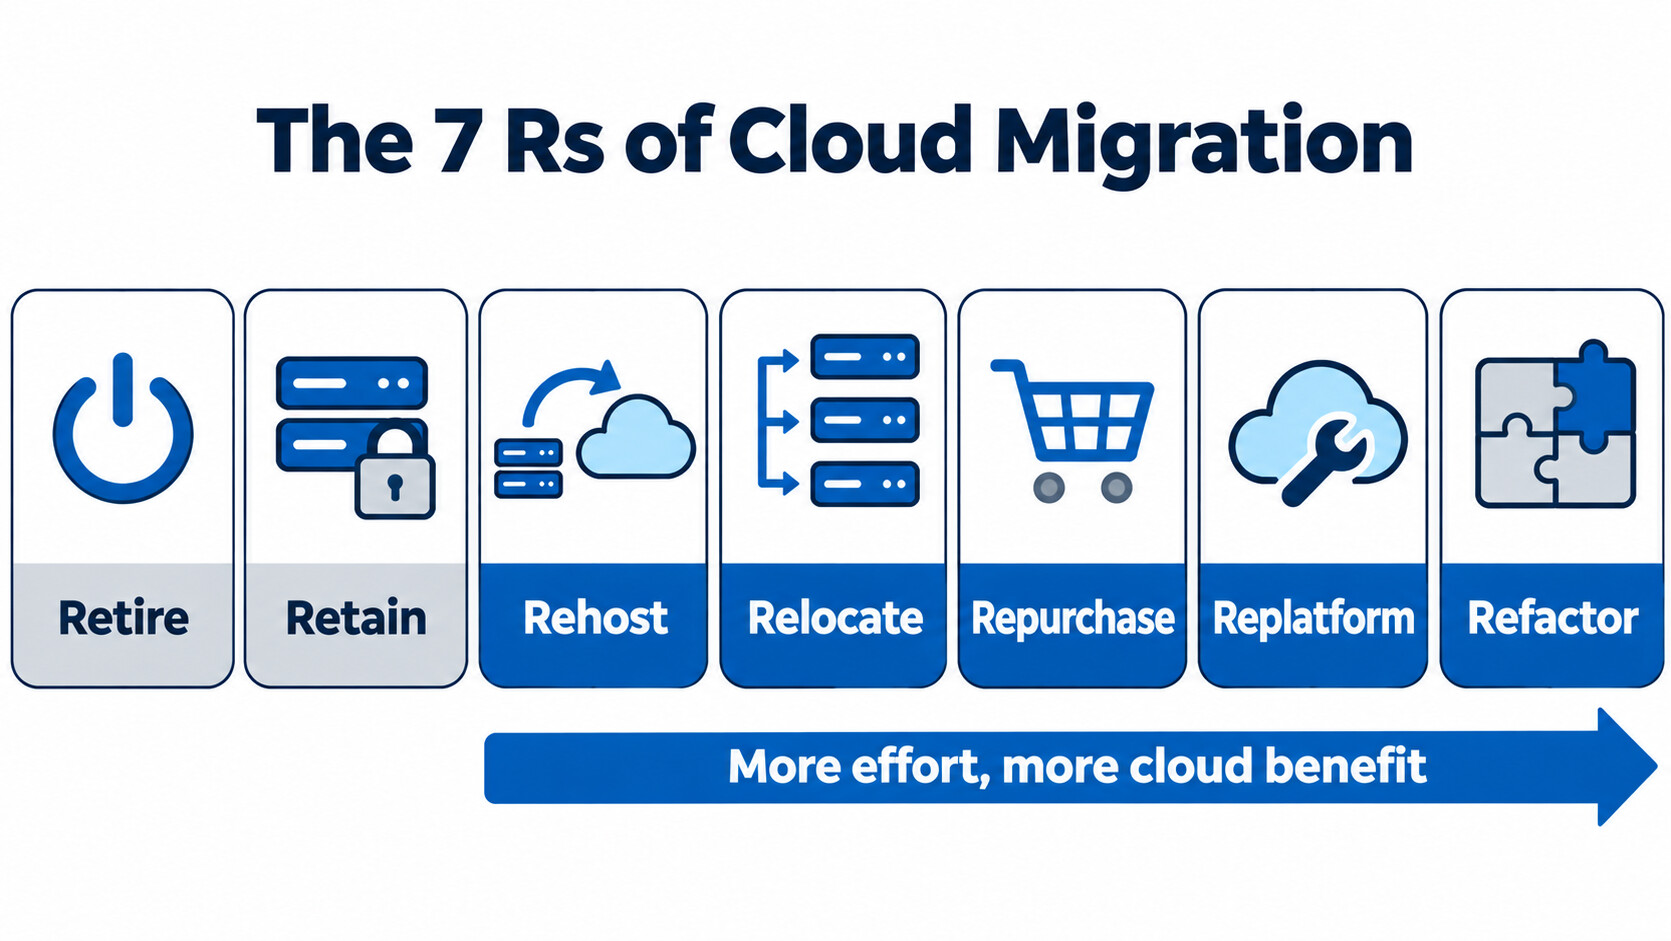 The 7 Rs of Cloud Migration
Retire
Retain
Rehost
Relocate
Repurchase
Replatform
Refactor
More effort, more cloud benefit